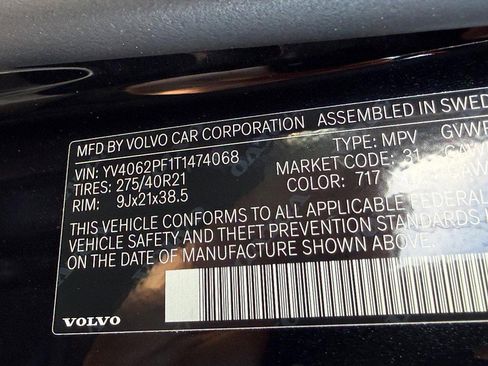 MFD BY VOLVO CAR CORPORATION ASSEMBLED IN SWED
VIN: YV4062PF1T1474068 TYPE: MPV GVWR
TIRES: 275/40R21 MARKET CODE: 31
RIM: 9Jx21x38.5 COLOR: 717
THIS VEHICLE CONFORMS TO ALL APPLICABLE FEDERAL
VEHICLE SAFETY AND THEFT PREVENTION STANDARDS
ON THE DATE OF MANUFACTURE SHOWN ABOVE.
VOLVO